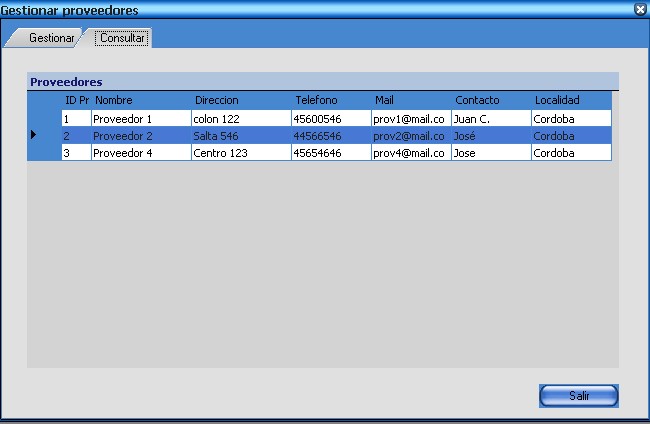 Gestionar proveedores
Gestionar Consultar
Proveedores
ID Pr Nombre Direccion Telefono Mail Contacto Localidad
1 Proveedor 1 colon 122 45600546 prov1@mail.co Juan C. Cordoba
2 Proveedor 2 Salta 546 44566546 prov2@mail.co José Cordoba
3 Proveedor 4 Centro 123 45654646 prov4@mail.co Jose Cordoba
Salir